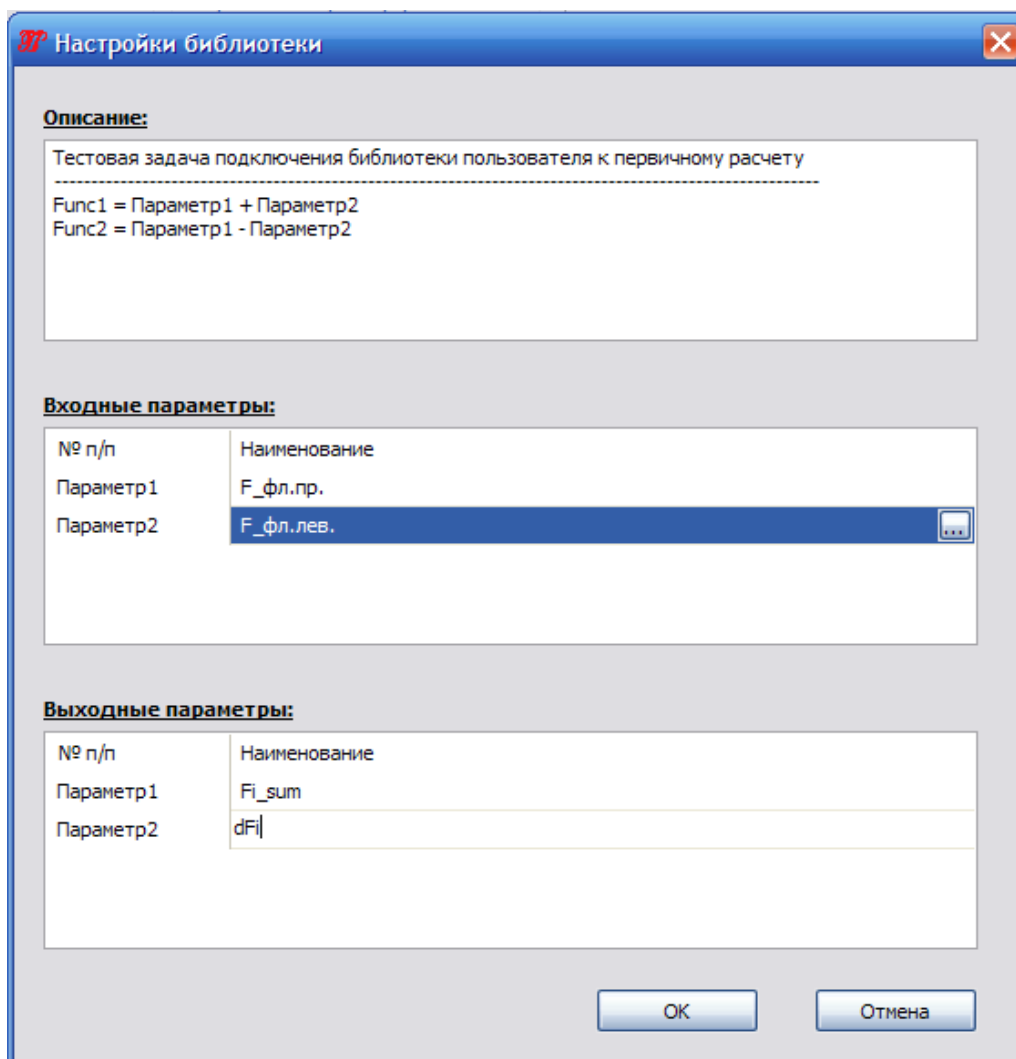 Настройки библиотеки
Описание:
Тестовая задача подключения библиотеки пользователя к первичному расчету
--------------------------------------------------------------------------------------------------------
Func1 = Параметр1 + Параметр2
Func2 = Параметр1 - Параметр2
Входные параметры:
№ п/п Наименование
Параметр1 F_фл.пр.
Параметр2 F_фл.лев. ...
Выходные параметры:
№ п/п Наименование
Параметр1 Fi_sum
Параметр2 dFi
OK Отмена